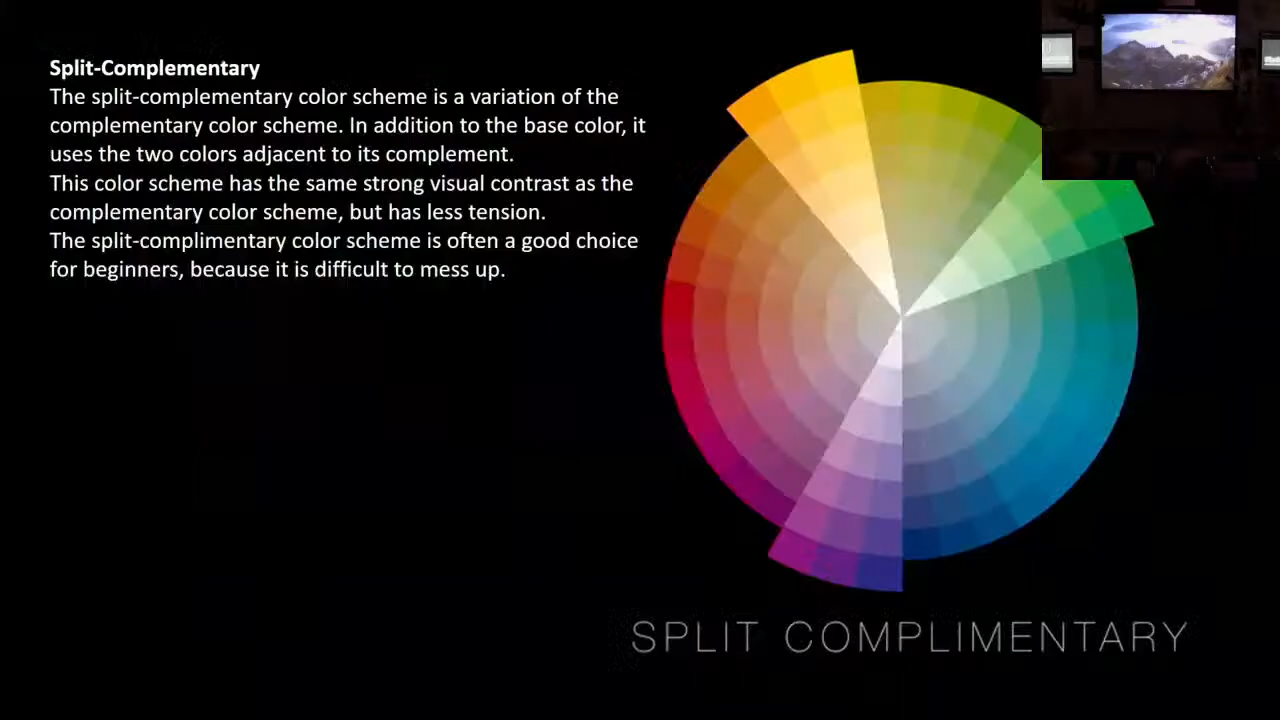 Split-Complementary
The split-complementary color scheme is a variation of the
complementary color scheme. In addition to the base color, it
uses the two colors adjacent to its complement.
This color scheme has the same strong visual contrast as the
complementary color scheme, but has less tension.
The split-complimentary color scheme is often a good choice
for beginners, because it is difficult to mess up.
SPLIT COMPLIMENTARY